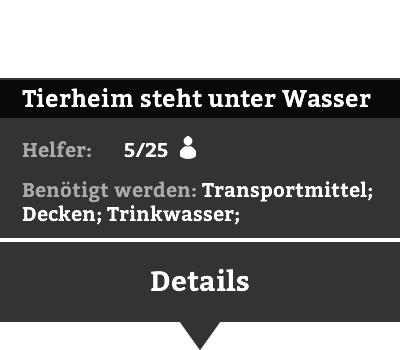 Tierheim steht unter Wasser
Helfer: 5/25
Benötigt werden: Transportmittel;
Decken; Trinkwasser;
Details